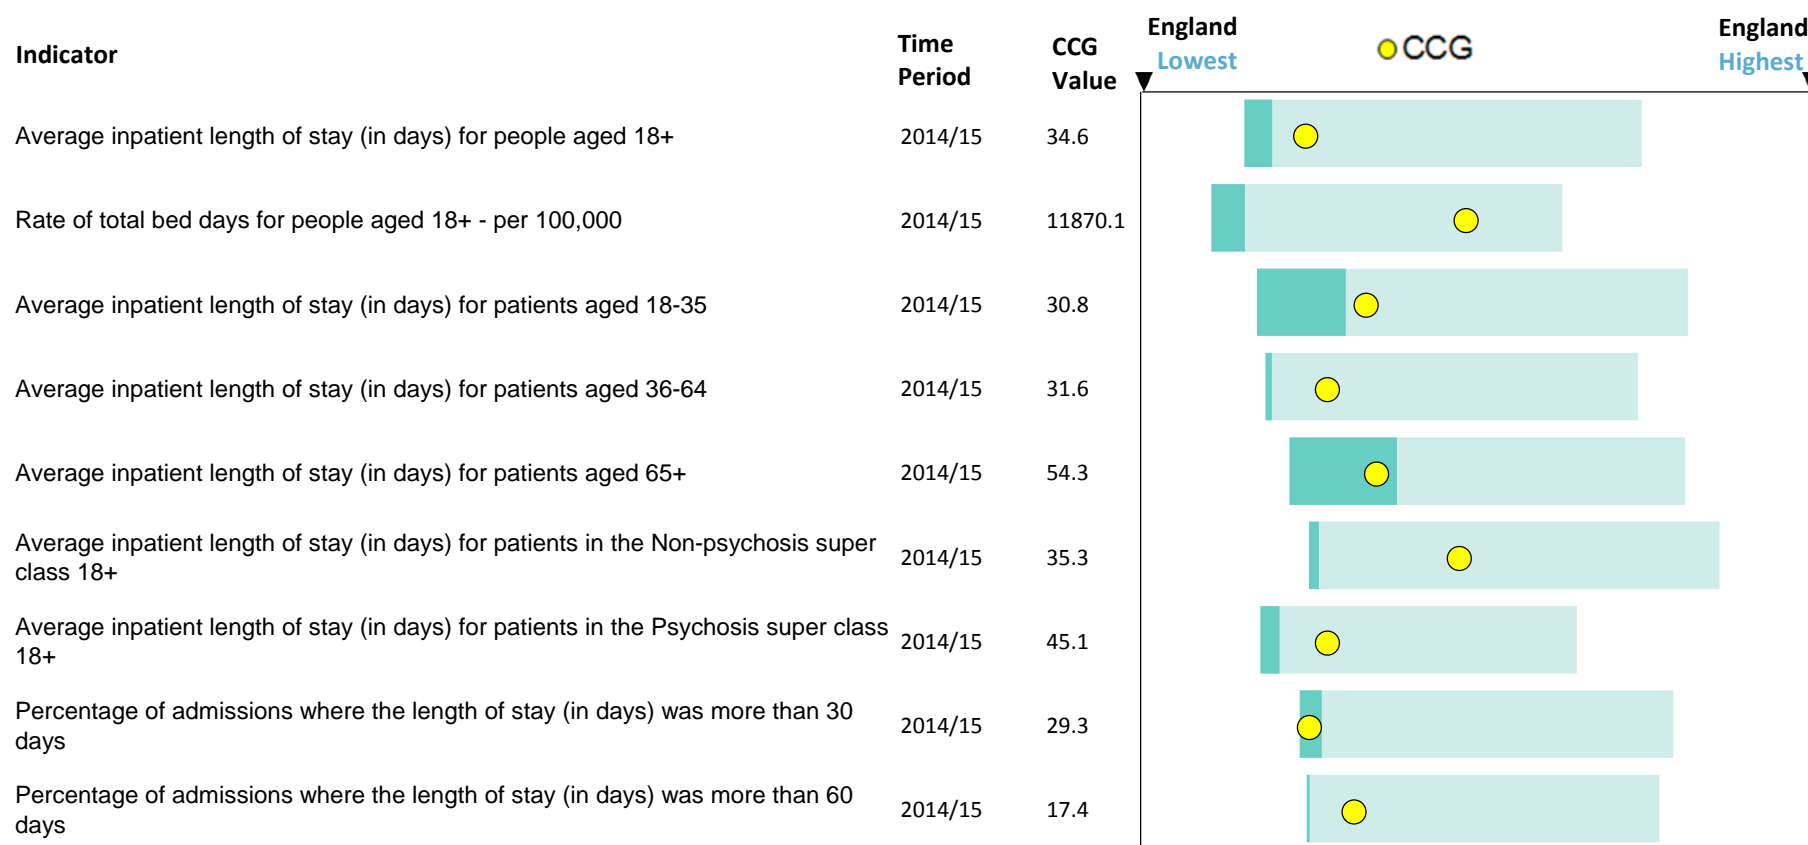 Indicator
Time Period
CCG Value
England Lowest
CCG
England Highest
Average inpatient length of stay (in days) for people aged 18+ 2014/15 34.6
Rate of total bed days for people aged 18+ - per 100,000 2014/15 11870.1
Average inpatient length of stay (in days) for patients aged 18-35 2014/15 30.8
Average inpatient length of stay (in days) for patients aged 36-64 2014/15 31.6
Average inpatient length of stay (in days) for patients aged 65+ 2014/15 54.3
Average inpatient length of stay (in days) for patients in the Non-psychosis super
class 18+ 2014/15 35.3
Average inpatient length of stay (in days) for patients in the Psychosis super class
18+ 2014/15 45.1
Percentage of admissions where the length of stay (in days) was more than 30
days 2014/15 29.3
Percentage of admissions where the length of stay (in days) was more than 60
days 2014/15 17.4